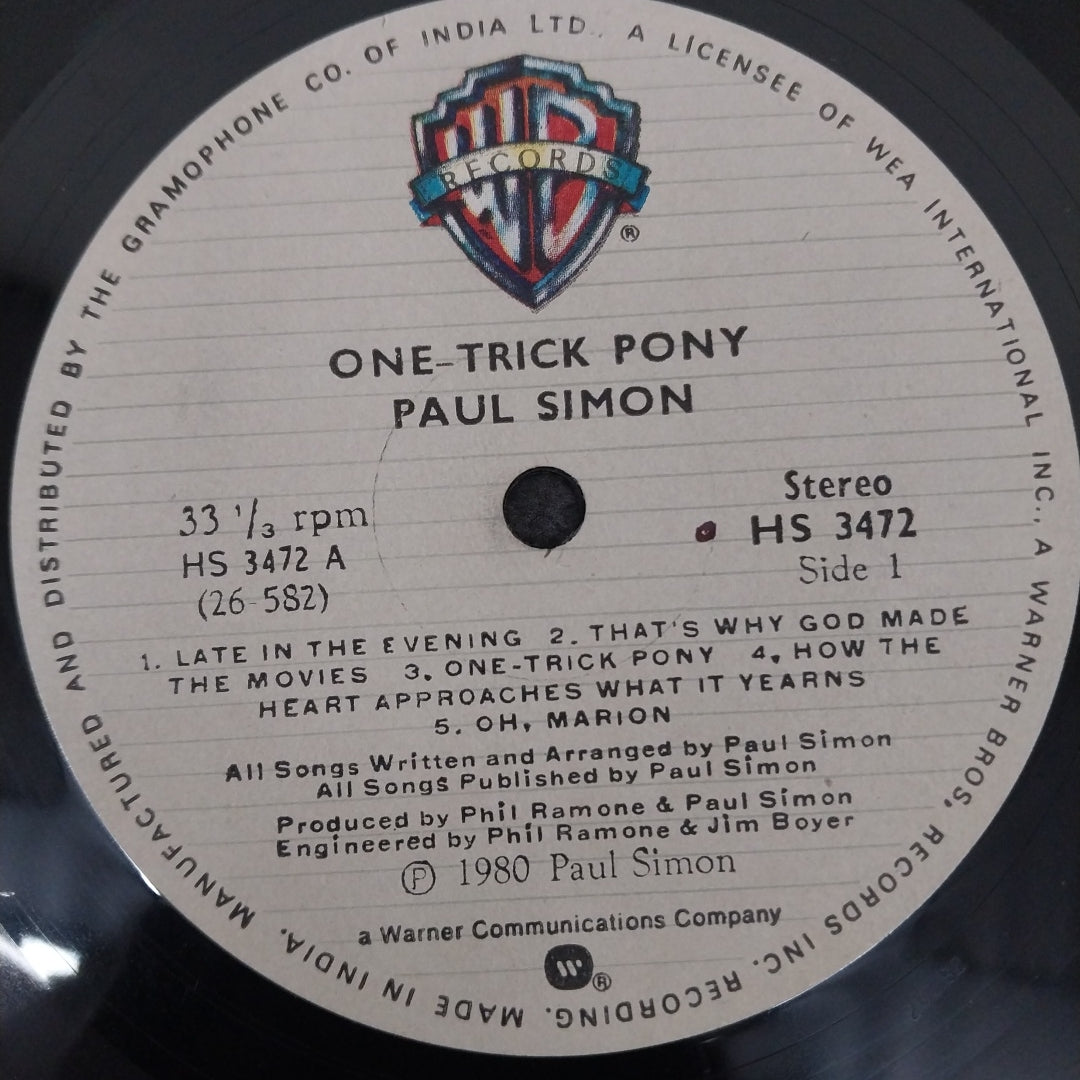 MANUFACTURED AND DISTRIBUTED BY THE GRAMOPHONE CO. OF INDIA LTD., A LICENSEE OF WEA INTERNATIONAL INC., A WARNER BROS. RECORDS INC. RECORDING. MADE IN INDIA.
WB
RECORDS
®
ONE-TRICK PONY
PAUL SIMON
33 1/3 rpm
HS 3472 A
(26-582)
Stereo
HS 3472
Side 1
1. LATE IN THE EVENING 2. THAT'S WHY GOD MADE
THE MOVIES 3. ONE-TRICK PONY 4. HOW THE
HEART APPROACHES WHAT IT YEARNS
5. OH, MARION
All Songs Written and Arranged by Paul Simon
All Songs Published by Paul Simon
Produced by Phil Ramone & Paul Simon
Engineered by Phil Ramone & Jim Boyer
℗ 1980 Paul Simon
a Warner Communications Company
®